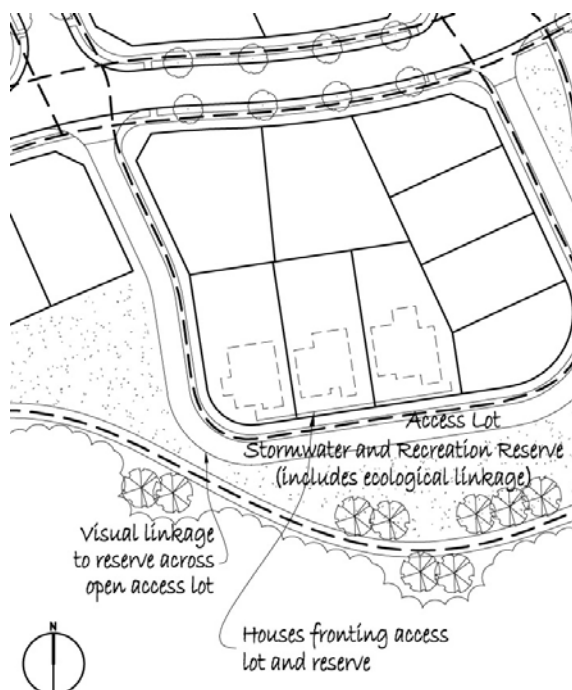 Access Lot
Stormwater and Recreation Reserve
(includes ecological linkage)
Visual linkage
to reserve across
open access lot
Houses fronting access
lot and reserve
N